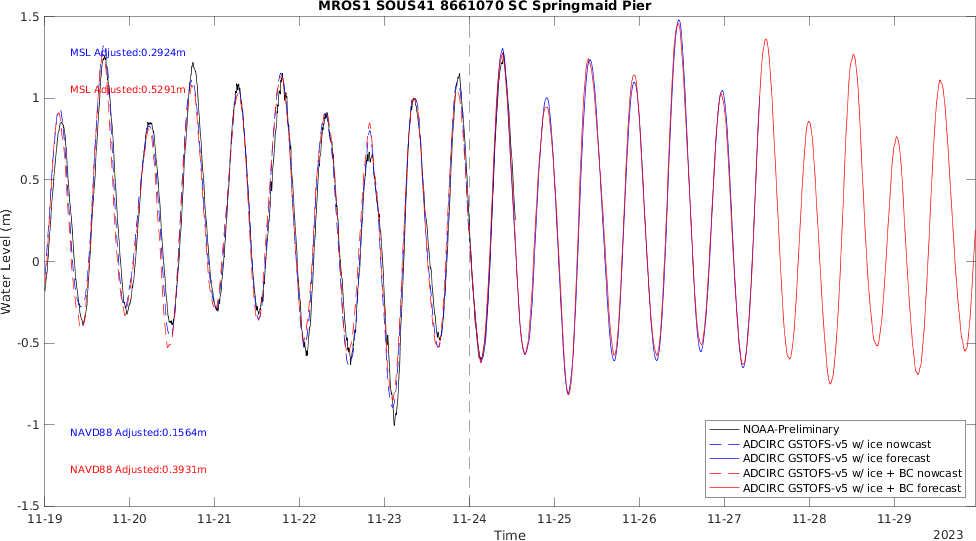 MROS1 SOUS41 8661070 SC Springmaid Pier
1.5
MSL Adjusted:0.2924m
MSL Adjusted:0.5291m
1
0.5
0
-0.5
-1
-1.5
Water Level (m)
NAVD88 Adjusted:0.1564m
NAVD88 Adjusted:0.3931m
NOAA-Preliminary
ADCIRC GSTOFS-v5 w/ ice nowcast
ADCIRC GSTOFS-v5 w/ ice forecast
ADCIRC GSTOFS-v5 w/ ice + BC nowcast
ADCIRC GSTOFS-v5 w/ ice + BC forecast
11-19 11-20 11-21 11-22 11-23 11-24 11-25 11-26 11-27 11-28 11-29
Time
2023